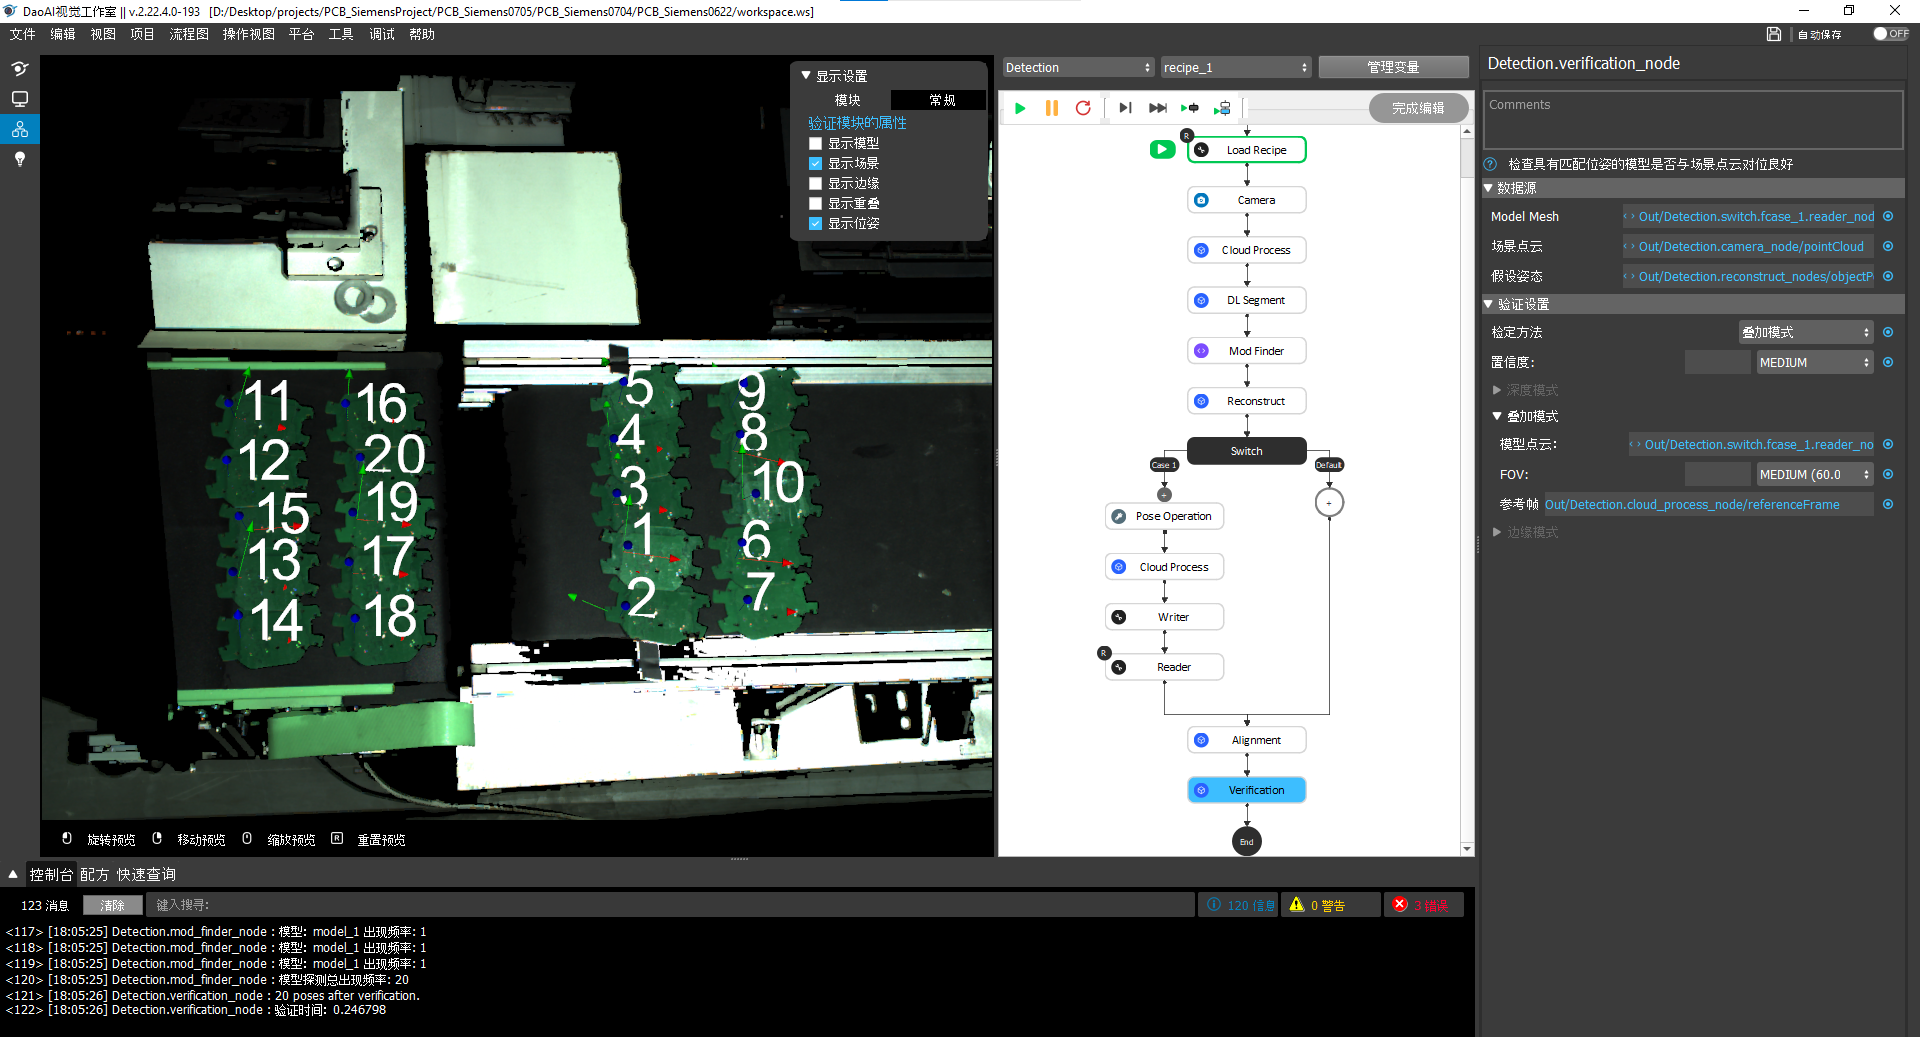 DaoAI视觉工作室 || v.2.22.4.0-193   [D:/Desktop/projects/PCB_SiemensProject/PCB_Siemens0705/PCB_Siemens0704/PCB_Siemens0622/workspace.ws]
文件 编辑 视图 项目 流程图 操作视图 平台 工具 调试 帮助
自动保存 OFF
显示设置
模块 常规
验证模块的属性
显示模型
显示场景
显示边缘
显示重叠
显示位姿
11 16 5 9
12 20 4 8
15 19 3 10
13 17 1 6
14 18 2 7
旋转预览 移动预览 缩放预览 R 重置预览
Detection recipe_1 管理变量
完成编辑
R
Load Recipe
Camera
Cloud Process
DL Segment
Mod Finder
Reconstruct
Switch
Case 1 Default
Pose Operation
Cloud Process
Writer
R
Reader
Alignment
Verification
End
Detection.verification_node
Comments
检查具有匹配位姿的模型是否与场景点云对位良好
数据源
Model Mesh Out/Detection.switch.fcase_1.reader_nod
场景点云 Out/Detection.camera_node/pointCloud
假设姿态 Out/Detection.reconstruct_nodes/objectP
验证设置
检定方法 叠加模式
置信度: MEDIUM
深度模式
叠加模式
模型点云: Out/Detection.switch.fcase_1.reader_no
FOV: MEDIUM (60.0
参考帧 Out/Detection.cloud_process_node/referenceFrame
边缘模式
控制台 配方 快速查询
123 消息 清除 键入搜寻: 120 信息 0 警告 3 错误
<117> [18:05:25] Detection.mod_finder_node : 模型: model_1 出现频率: 1
<118> [18:05:25] Detection.mod_finder_node : 模型: model_1 出现频率: 1
<119> [18:05:25] Detection.mod_finder_node : 模型: model_1 出现频率: 1
<120> [18:05:25] Detection.mod_finder_node : 模型探测总出现频率: 20
<121> [18:05:26] Detection.verification_node : 20 poses after verification.
<122> [18:05:26] Detection.verification_node : 验证时间: 0.246798